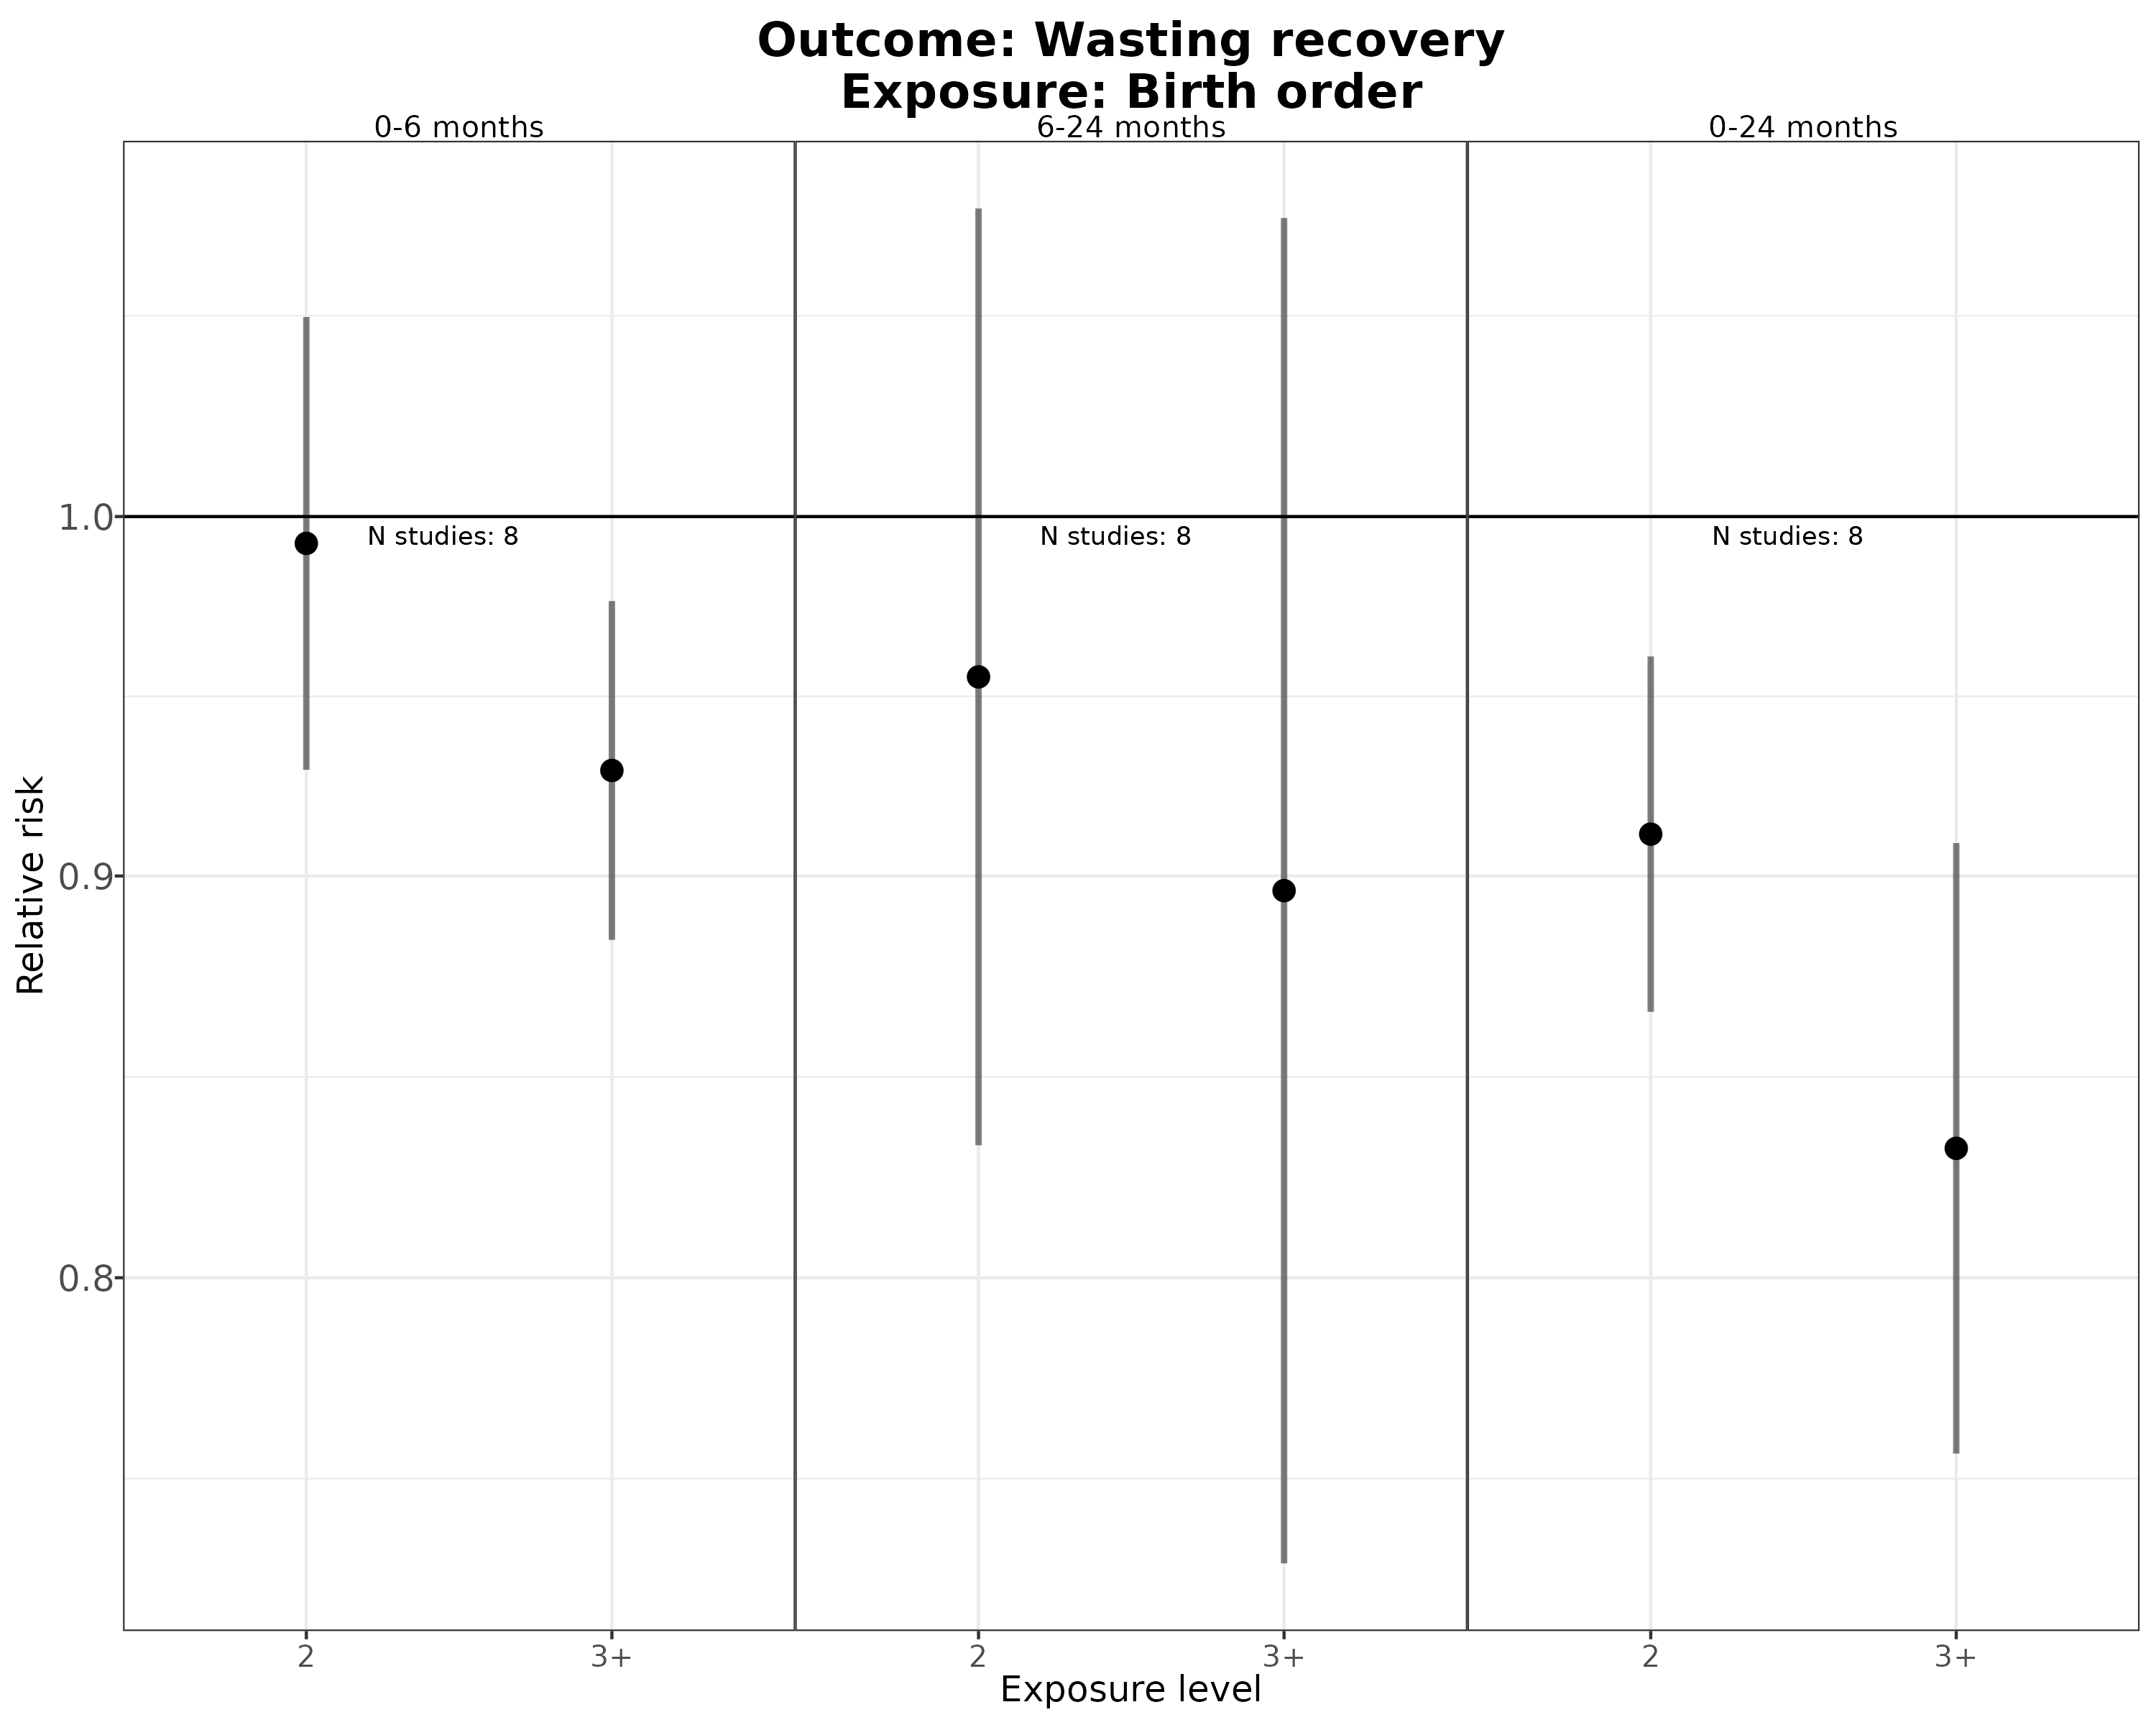 Outcome: Wasting recovery
Exposure: Birth order
0-6 months
6-24 months
0-24 months
Relative risk
1.0
0.9
0.8
N studies: 8
N studies: 8
N studies: 8
2
3+
2
3+
2
3+
Exposure level